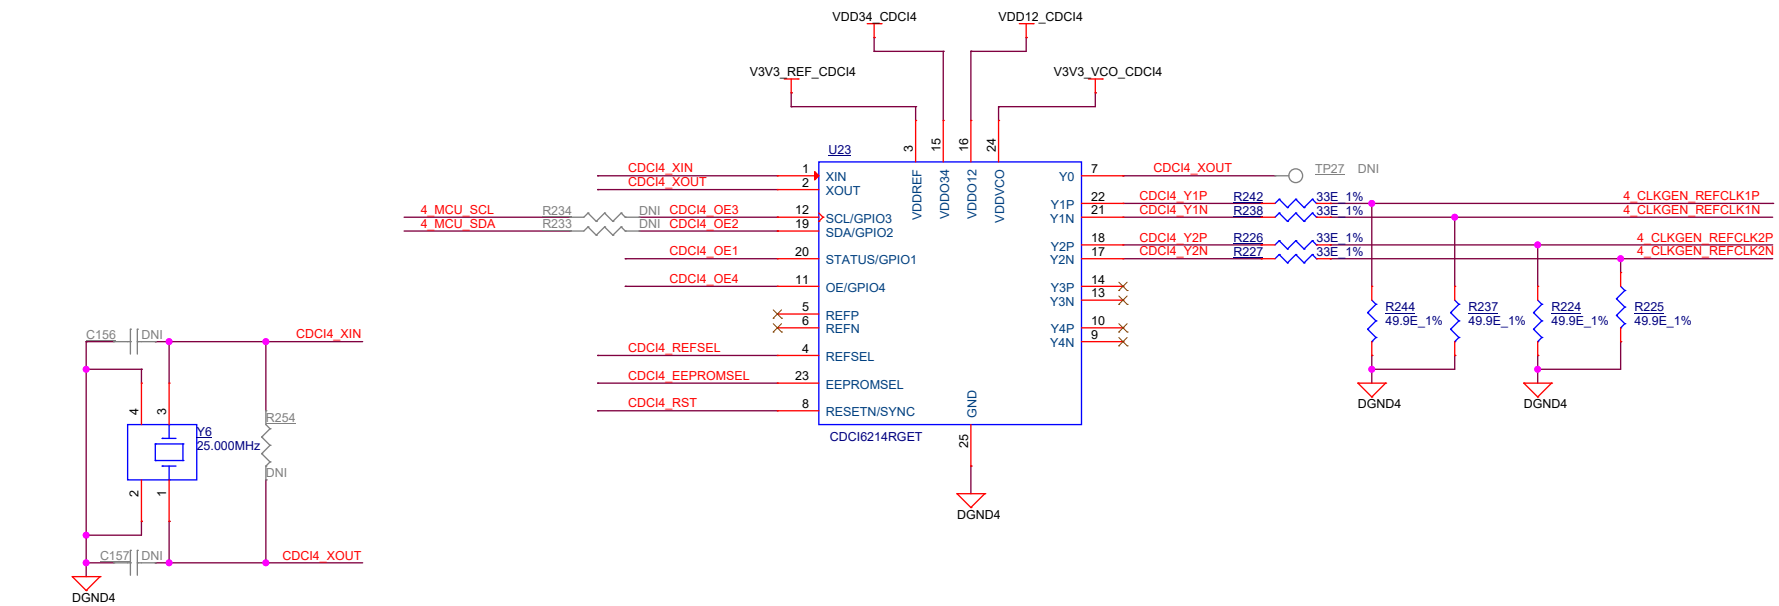 VDD34_CDCI4 VDD12_CDCI4
V3V3_REF_CDCI4 V3V3_VCO_CDCI4
3 15 16 24
U23
CDCI4_XIN 1 XIN
CDCI4_XOUT 2 XOUT
4_MCU_SCL R234 DNI CDCI4_OE3 12 SCL/GPIO3
4_MCU_SDA R233 DNI CDCI4_OE2 19 SDA/GPIO2
CDCI4_OE1 20 STATUS/GPIO1
CDCI4_OE4 11 OE/GPIO4
5 REFP
6 REFN
CDCI4_REFSEL 4 REFSEL
CDCI4_EEPROMSEL 23 EEPROMSEL
CDCI4_RST 8 RESETN/SYNC
VDDREF VDDO34 VDDO12 VDDVCO
GND
25
CDCI6214RGET
DGND4
Y0 7 CDCI4_XOUT TP27 DNI
Y1P 22 CDCI4_Y1P R242 33E_1% 4_CLKGEN_REFCLK1P
Y1N 21 CDCI4_Y1N R238 33E_1% 4_CLKGEN_REFCLK1N
Y2P 18 CDCI4_Y2P R226 33E_1% 4_CLKGEN_REFCLK2P
Y2N 17 CDCI4_Y2N R227 33E_1% 4_CLKGEN_REFCLK2N
Y3P 14
Y3N 13
Y4P 10
Y4N 9
R244 R237 R224 R225
49.9E_1% 49.9E_1% 49.9E_1% 49.9E_1%
DGND4 DGND4
C156 DNI CDCI4_XIN
4 3
R254
Y6
25.000MHz
DNI
2 1
C157 DNI CDCI4_XOUT
DGND4